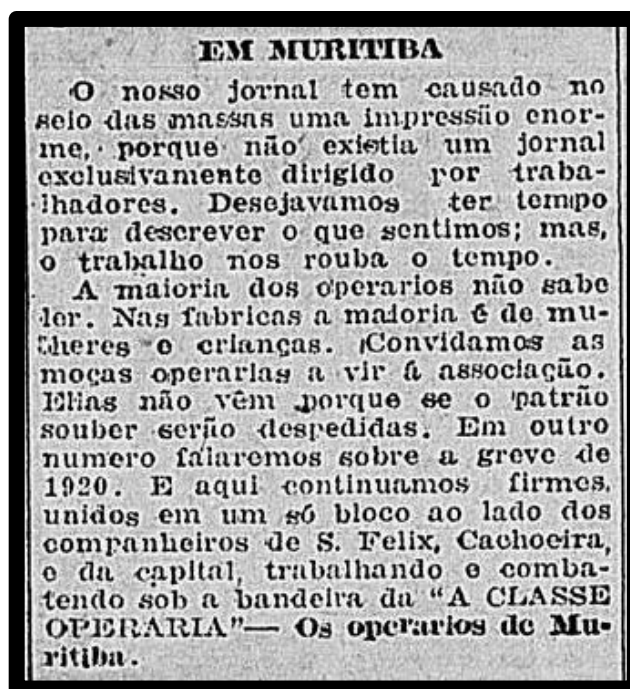 EM MURITIBA
O nosso jornal tem causado no
seio das massas uma impressão enor-
me, porque não existia um jornal
exclusivamente dirigido por traba-
lhadores. Desejavamos ter tempo
para descrever o que sentimos; mas,
o trabalho nos rouba o tempo.
A maioria dos operarios não sabe
ler. Nas fabricas a maioria é de mu-
lheres e crianças. Convidamos as
moças operarias a vir á associação.
Ellas não vêm porque se o patrão
souber serão despedidas. Em outro
numero falaremos sobre a greve de
1920. E aqui continuamos firmes,
unidos em um só bloco ao lado dos
companheiros de S. Felix, Cachoeira,
e da capital, trabalhando e comba-
tendo sob a bandeira da "A CLASSE
OPERARIA"— Os operarios de Mu-
ritiba.